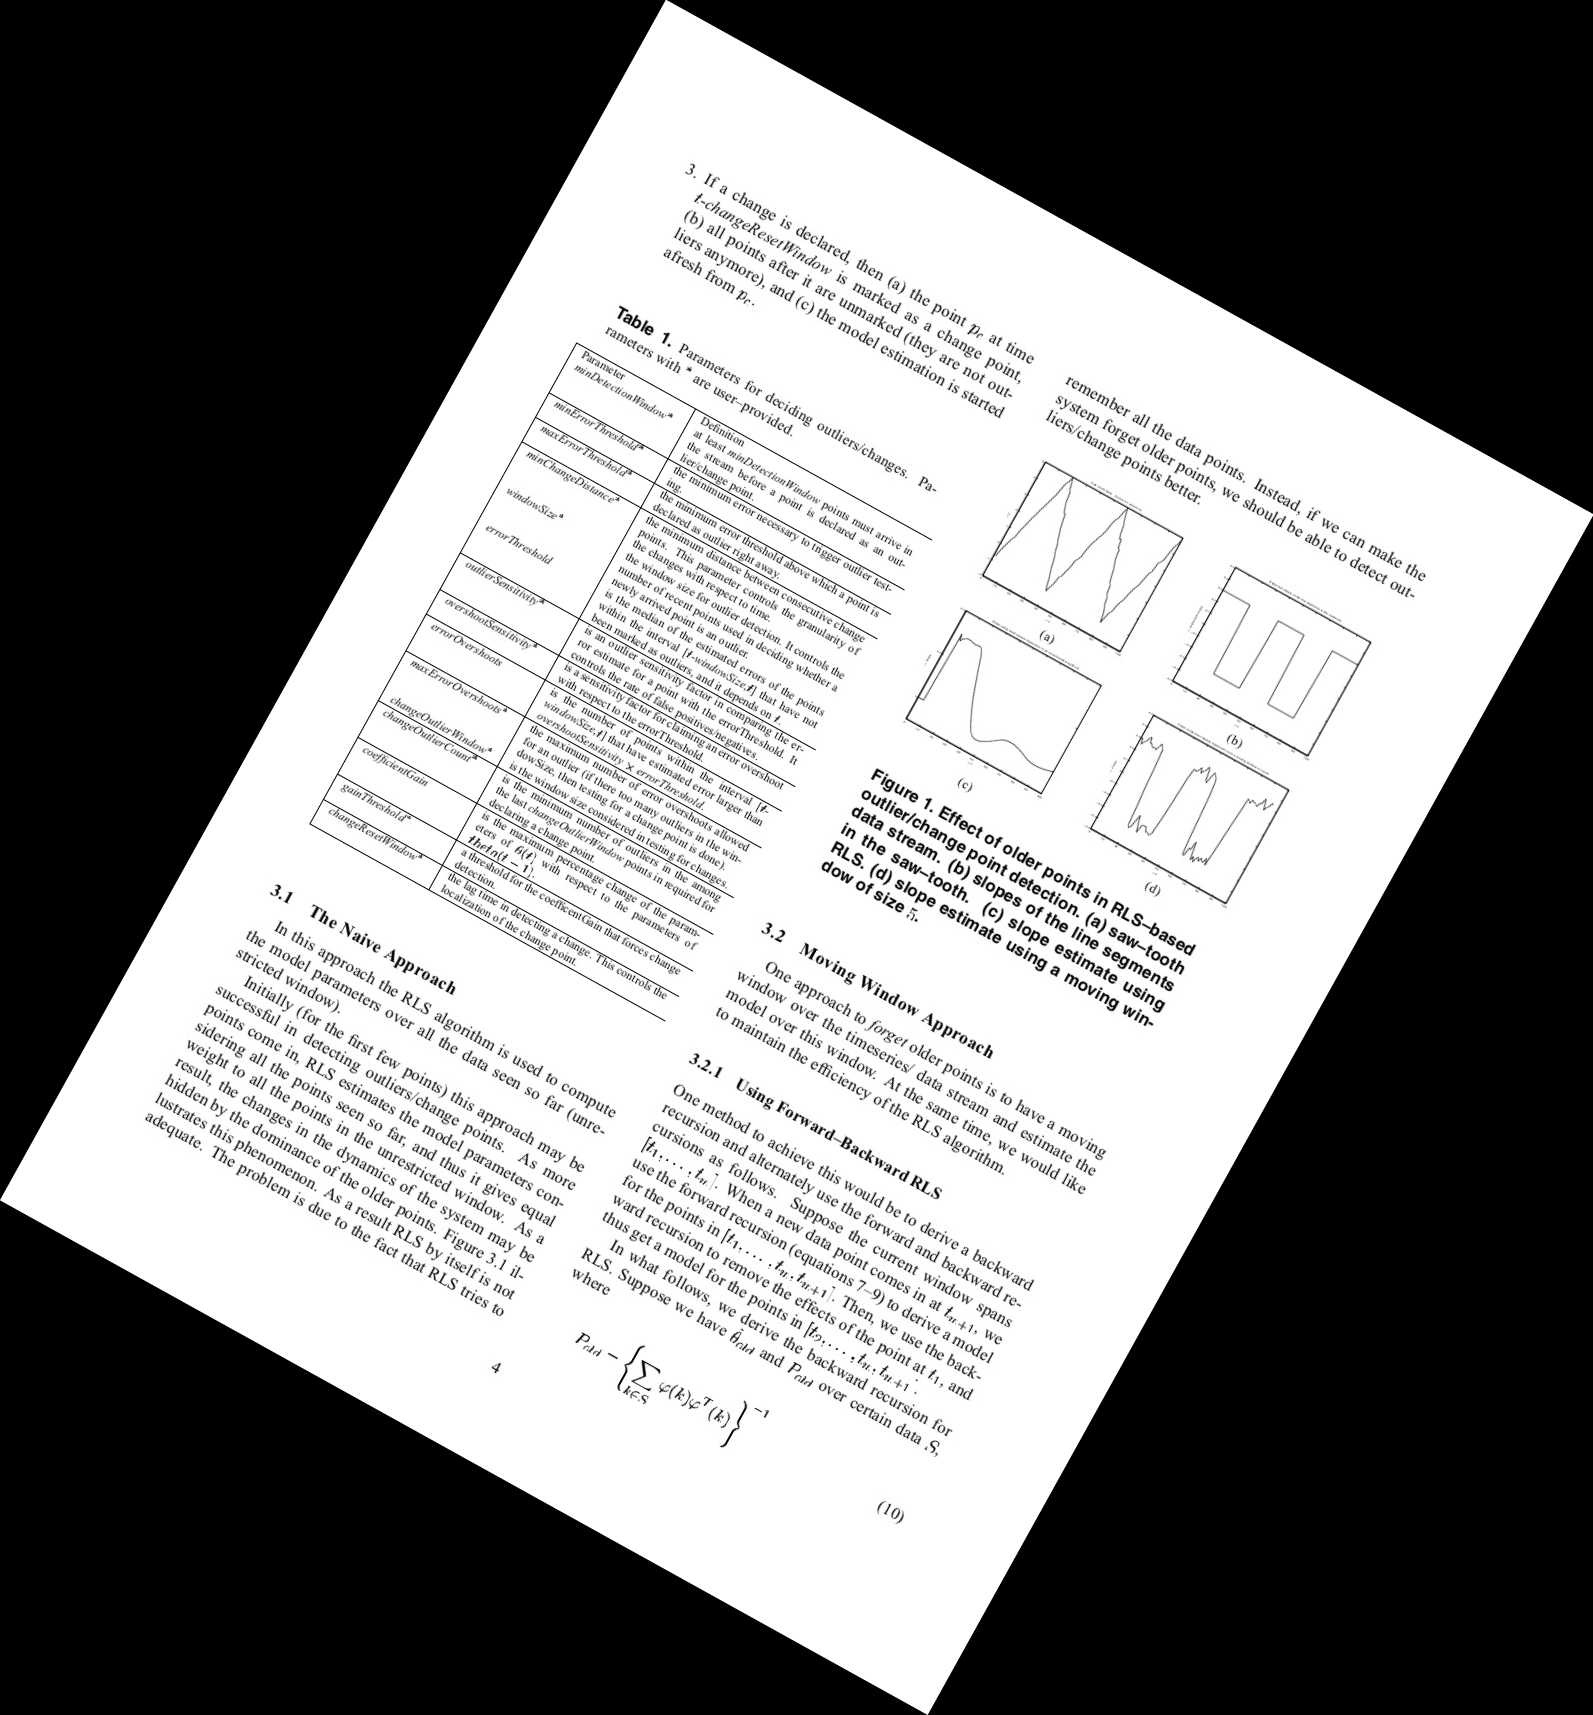 3. If a change is declared, then (a) the point p_c at time
t-changeResetWindow is marked as a change point,
(b) all points after it are unmarked (they are not out-
liers anymore), and (c) the model estimation is started
afresh from p_c.
Table 1. Parameters for deciding outliers/changes. Pa-
rameters with * are user–provided.
Parameter
Definition
minDetectionWindow*
at least minDetectionWindow points must arrive in
the stream before a point is declared as an out-
lier/change point.
minErrorThreshold*
the minimum error necessary to trigger outlier test-
ing.
maxErrorThreshold*
the minimum error threshold above which a point is
declared as outlier right away.
minChangeDistance*
the minimum distance between consecutive change
points. This parameter controls the granularity of
the changes with respect to time.
windowSize*
the window size for outlier detection. It controls the
number of recent points used in deciding whether a
newly arrived point is an outlier.
errorThreshold
is the median of the estimated errors of the points
within the interval [t-windowSize,t] that have not
been marked as outliers, and it depends on t.
outlierSensitivity*
is an outlier sensitivity factor in comparing the er-
ror estimate for a point with the errorThreshold. It
controls the rate of false positives/negatives.
overshootSensitivity*
is a sensitivity factor for claiming an error overshoot
with respect to the errorThreshold.
errorOvershoots
is the number of points within the interval [t-
windowSize,t] that have estimated error larger than
overshootSensitivity × errorThreshold.
maxErrorOvershoots*
the maximum number of error overshoots allowed
for an outlier (if there too many outliers in the win-
dowSize, then testing for a change point is done).
changeOutlierWindow*
is the window size considered in testing for changes.
changeOutlierCount*
is the minimum number of outliers in the among
the last changeOutlierWindow points in required for
declaring a change point.
coefficientGain
is the maximum percentage change of the param-
eters of θ(t) with respect to the parameters of
theta(t − 1).
gainThreshold*
a threshold for the coefficentGain that forces change
detection.
changeResetWindow*
the lag time in detecting a change. This controls the
localization of the change point.
3.1 The Naive Approach
In this approach the RLS algorithm is used to compute
the model parameters over all the data seen so far (unre-
stricted window).
Initially (for the first few points) this approach may be
successful in detecting outliers/change points. As more
points come in, RLS estimates the model parameters con-
sidering all the points seen so far, and thus it gives equal
weight to all the points in the unrestricted window. As a
result, the changes in the dynamics of the system may be
hidden by the dominance of the older points. Figure 3.1 il-
lustrates this phenomenon. As a result RLS by itself is not
adequate. The problem is due to the fact that RLS tries to
remember all the data points. Instead, if we can make the
system forget older points, we should be able to detect out-
liers/change points better.
(a)
(b)
(c)
(d)
Figure 1. Effect of older points in RLS–based
outlier/change point detection. (a) saw–tooth
data stream. (b) slopes of the line segments
in the saw–tooth. (c) slope estimate using
RLS. (d) slope estimate using a moving win-
dow of size 5.
3.2 Moving Window Approach
One approach to forget older points is to have a moving
window over the timeseries/ data stream and estimate the
model over this window. At the same time, we would like
to maintain the efficiency of the RLS algorithm.
3.2.1 Using Forward–Backward RLS
One method to achieve this would be to derive a backward
recursion and alternately use the forward and backward re-
cursions as follows. Suppose the current window spans
[t_1, . . . , t_n]. When a new data point comes in at t_{n+1}, we
use the forward recursion (equations 7–9) to derive a model
for the points in [t_1, . . . , t_n, t_{n+1}]. Then, we use the back-
ward recursion to remove the effects of the point at t_1, and
thus get a model for the points in [t_2, . . . , t_n, t_{n+1}].
In what follows, we derive the backward recursion for
RLS. Suppose we have θ̂_{old} and P_{old} over certain data S,
where
P_{old} = { ∑_{k∈S} φ(k)φ^T(k) }^{−1} (10)
4